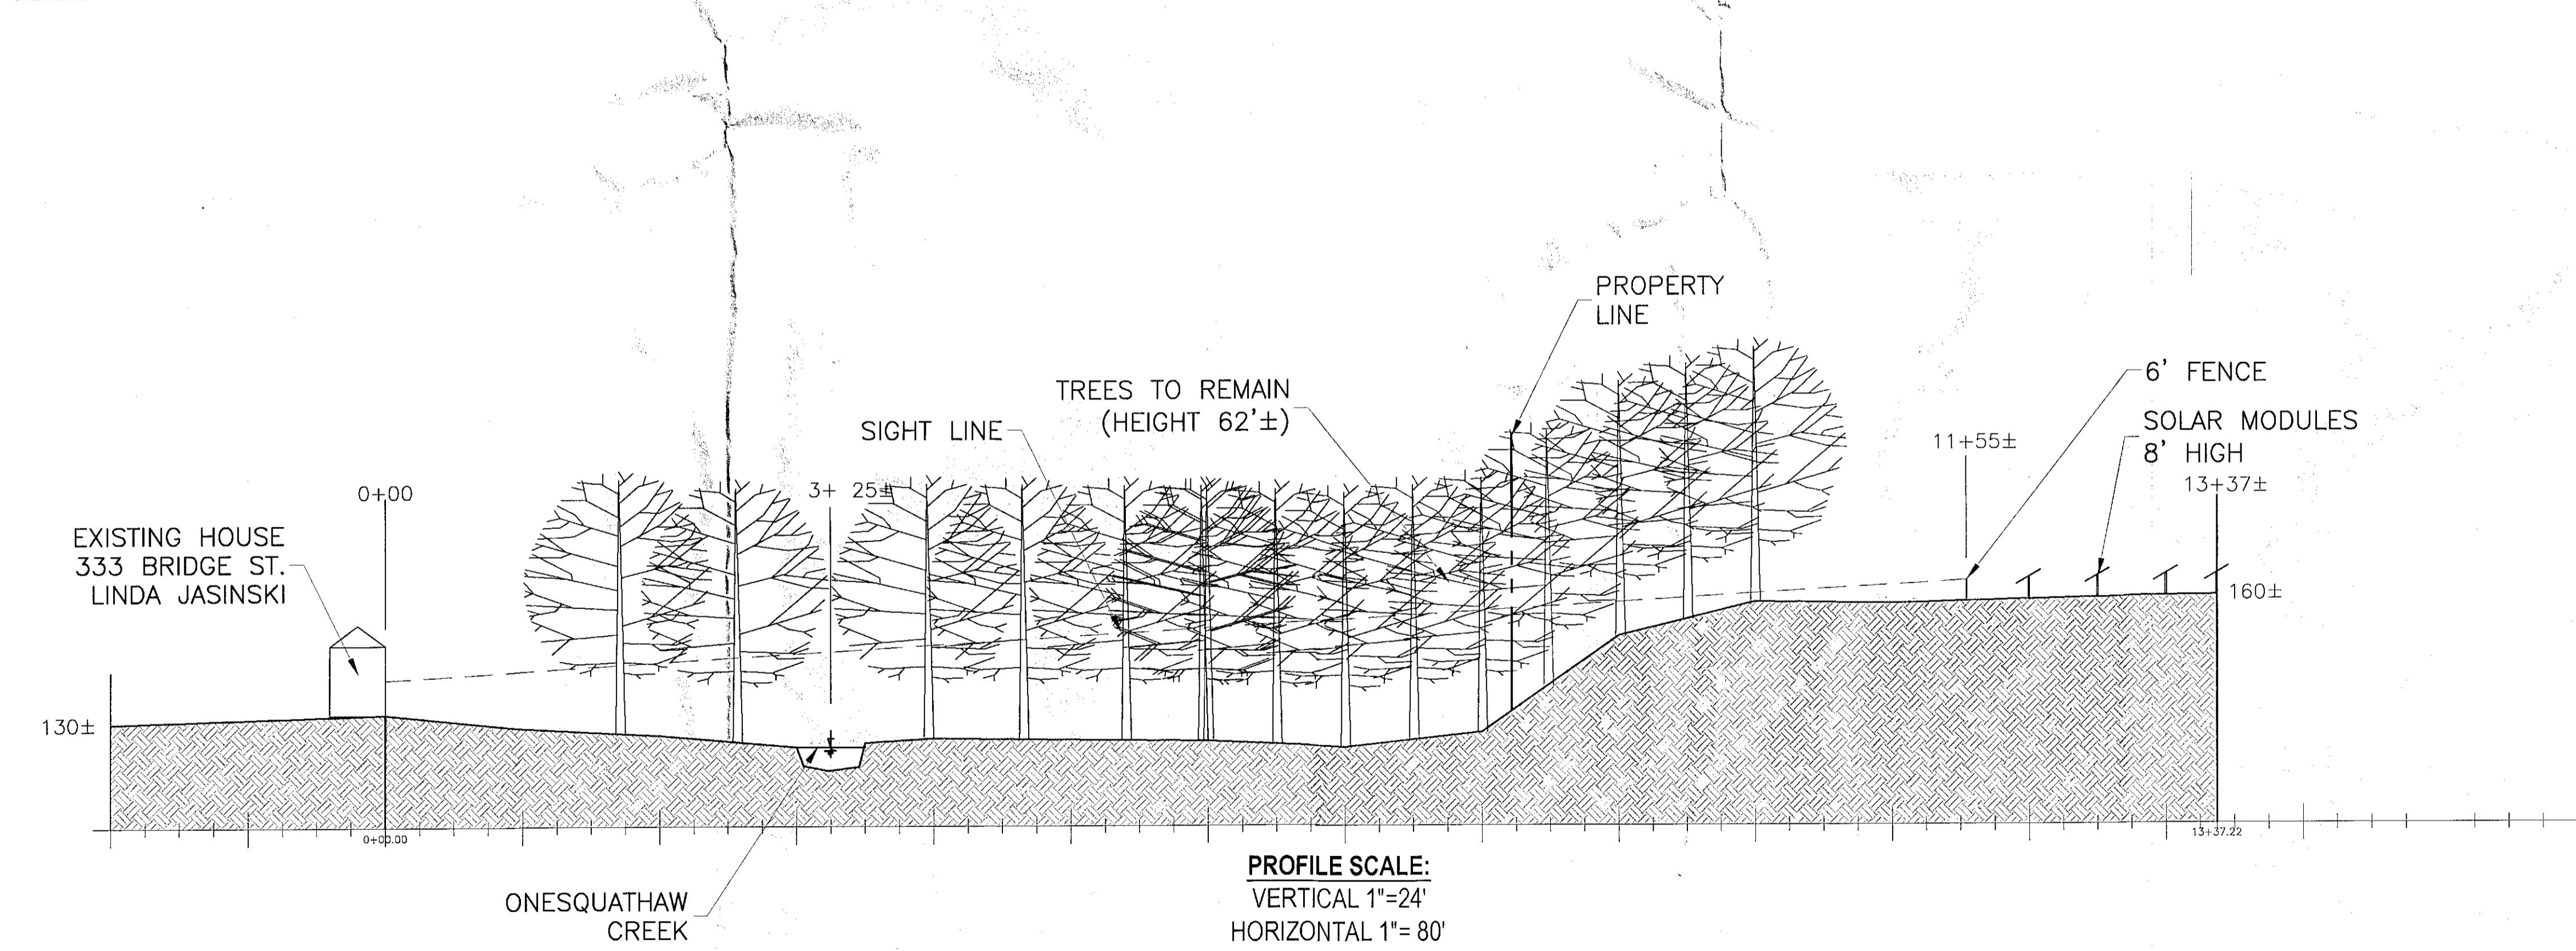 PROPERTY
LINE
6' FENCE
TREES TO REMAIN
(HEIGHT 62'±)
SIGHT LINE
SOLAR MODULES
8' HIGH
11+55±
13+37±
0+00
3+ 25±
EXISTING HOUSE
333 BRIDGE ST.
LINDA JASINSKI
160±
130±
0+00.00
13+37.22
ONESQUATHAW
CREEK
PROFILE SCALE:
VERTICAL 1"=24'
HORIZONTAL 1"= 80'